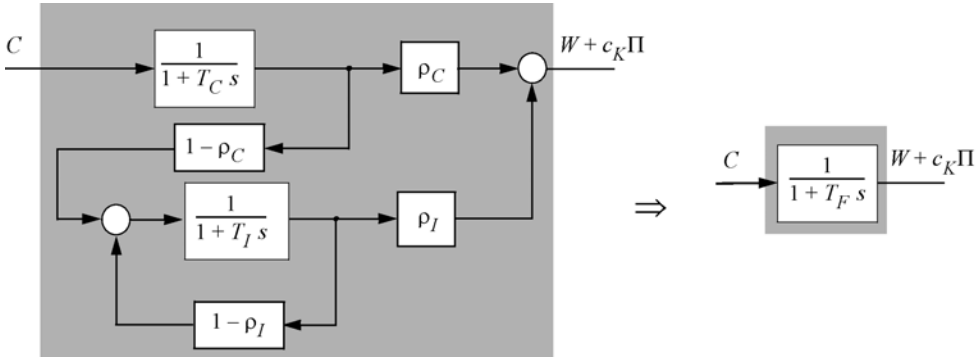 C
1 / (1 + T_C s)
ρ_C
W + c_K Π
1 − ρ_C
1 / (1 + T_I s)
ρ_I
1 − ρ_I
⇒
C
1 / (1 + T_F s)
W + c_K Π